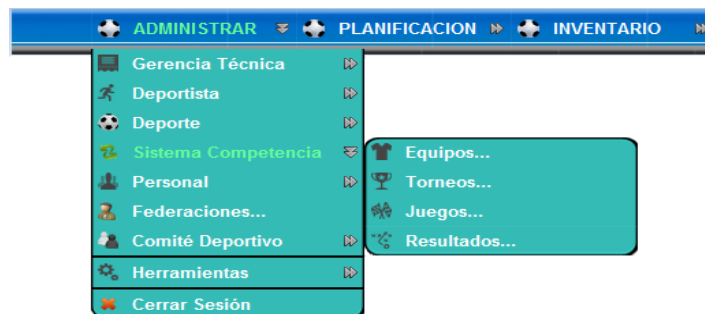 ADMINISTRAR PLANIFICACION INVENTARIO
Gerencia Técnica
Deportista
Deporte
Sistema Competencia
Equipos...
Personal
Torneos...
Federaciones...
Juegos...
Comité Deportivo
Resultados...
Herramientas
Cerrar Sesión